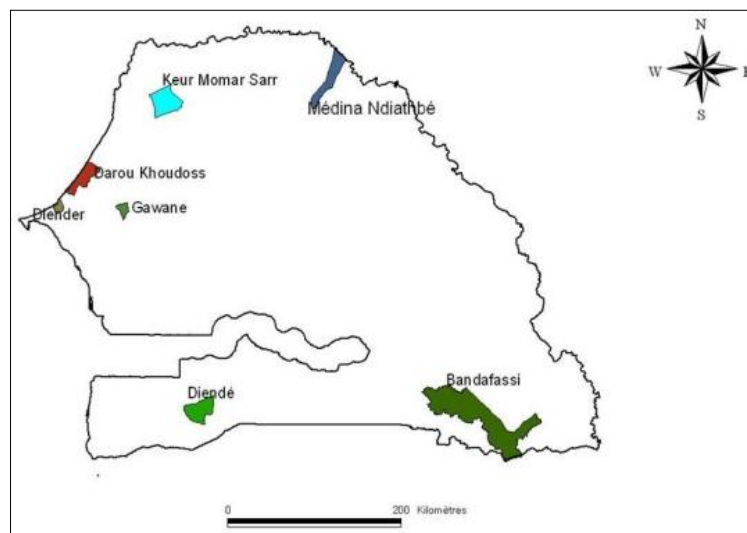 N
W
E
S
Keur Momar Sarr
Médina Ndiathbé
Darou Khoudoss
Diender
Gawane
Bandafassi
Diendé
0
200 Kilomètres